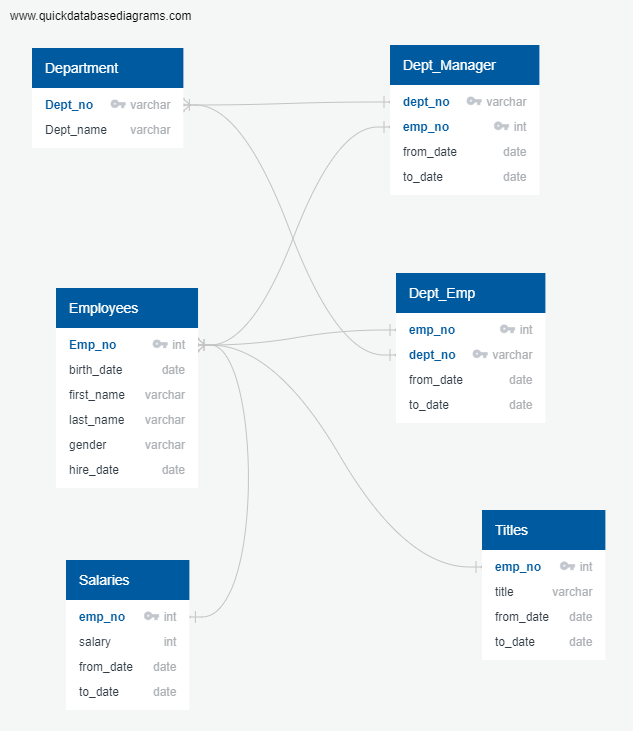 www.quickdatabasediagrams.com
Department
Dept_no varchar
Dept_name varchar
Dept_Manager
dept_no varchar
emp_no int
from_date date
to_date date
Employees
Emp_no int
birth_date date
first_name varchar
last_name varchar
gender varchar
hire_date date
Dept_Emp
emp_no int
dept_no varchar
from_date date
to_date date
Salaries
emp_no int
salary int
from_date date
to_date date
Titles
emp_no int
title varchar
from_date date
to_date date